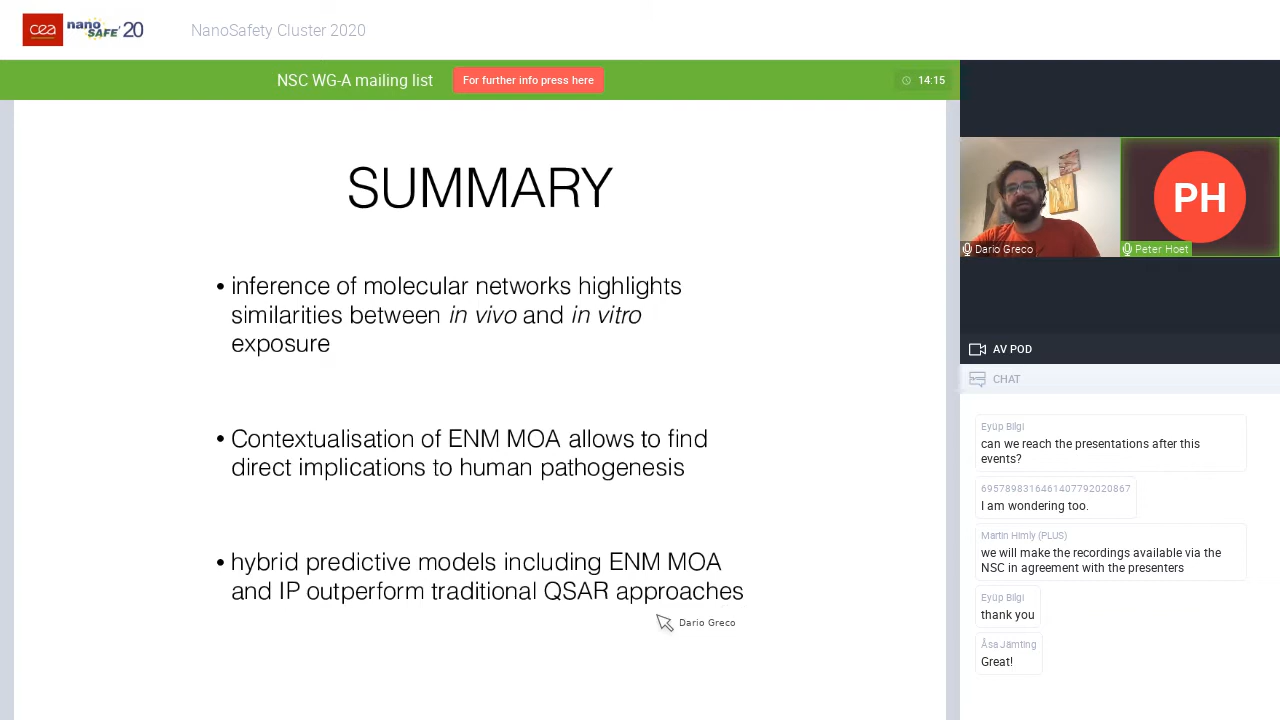 cea nano SAFE' 20
NanoSafety Cluster 2020
NSC WG-A mailing list
For further info press here
14:15
SUMMARY
• inference of molecular networks highlights
similarities between in vivo and in vitro
exposure
• Contextualisation of ENM MOA allows to find
direct implications to human pathogenesis
• hybrid predictive models including ENM MOA
and IP outperform traditional QSAR approaches
Dario Greco
PH
Dario Greco
Peter Hoet
AV POD
CHAT
Eyüp Bilgi
can we reach the presentations after this
events?
6957898316461407792020867
I am wondering too.
Martin Himly (PLUS)
we will make the recordings available via the
NSC in agreement with the presenters
Eyüp Bilgi
thank you
Åsa Jämting
Great!